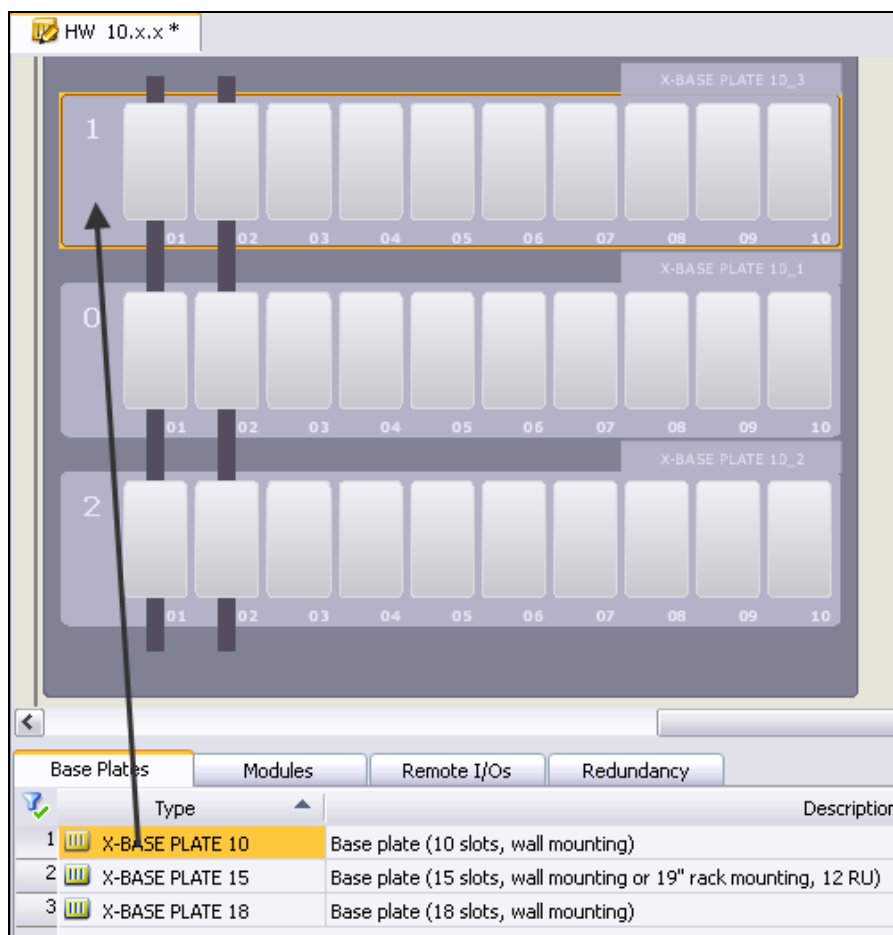 HW 10.x.x *
X-BASE PLATE 10_3
1
01 02 03 04 05 06 07 08 09 10
X-BASE PLATE 10_1
0
01 02 03 04 05 06 07 08 09 10
X-BASE PLATE 10_2
2
01 02 03 04 05 06 07 08 09 10
Base Plates Modules Remote I/Os Redundancy
Type Description
1 X-BASE PLATE 10 Base plate (10 slots, wall mounting)
2 X-BASE PLATE 15 Base plate (15 slots, wall mounting or 19" rack mounting, 12 RU)
3 X-BASE PLATE 18 Base plate (18 slots, wall mounting)